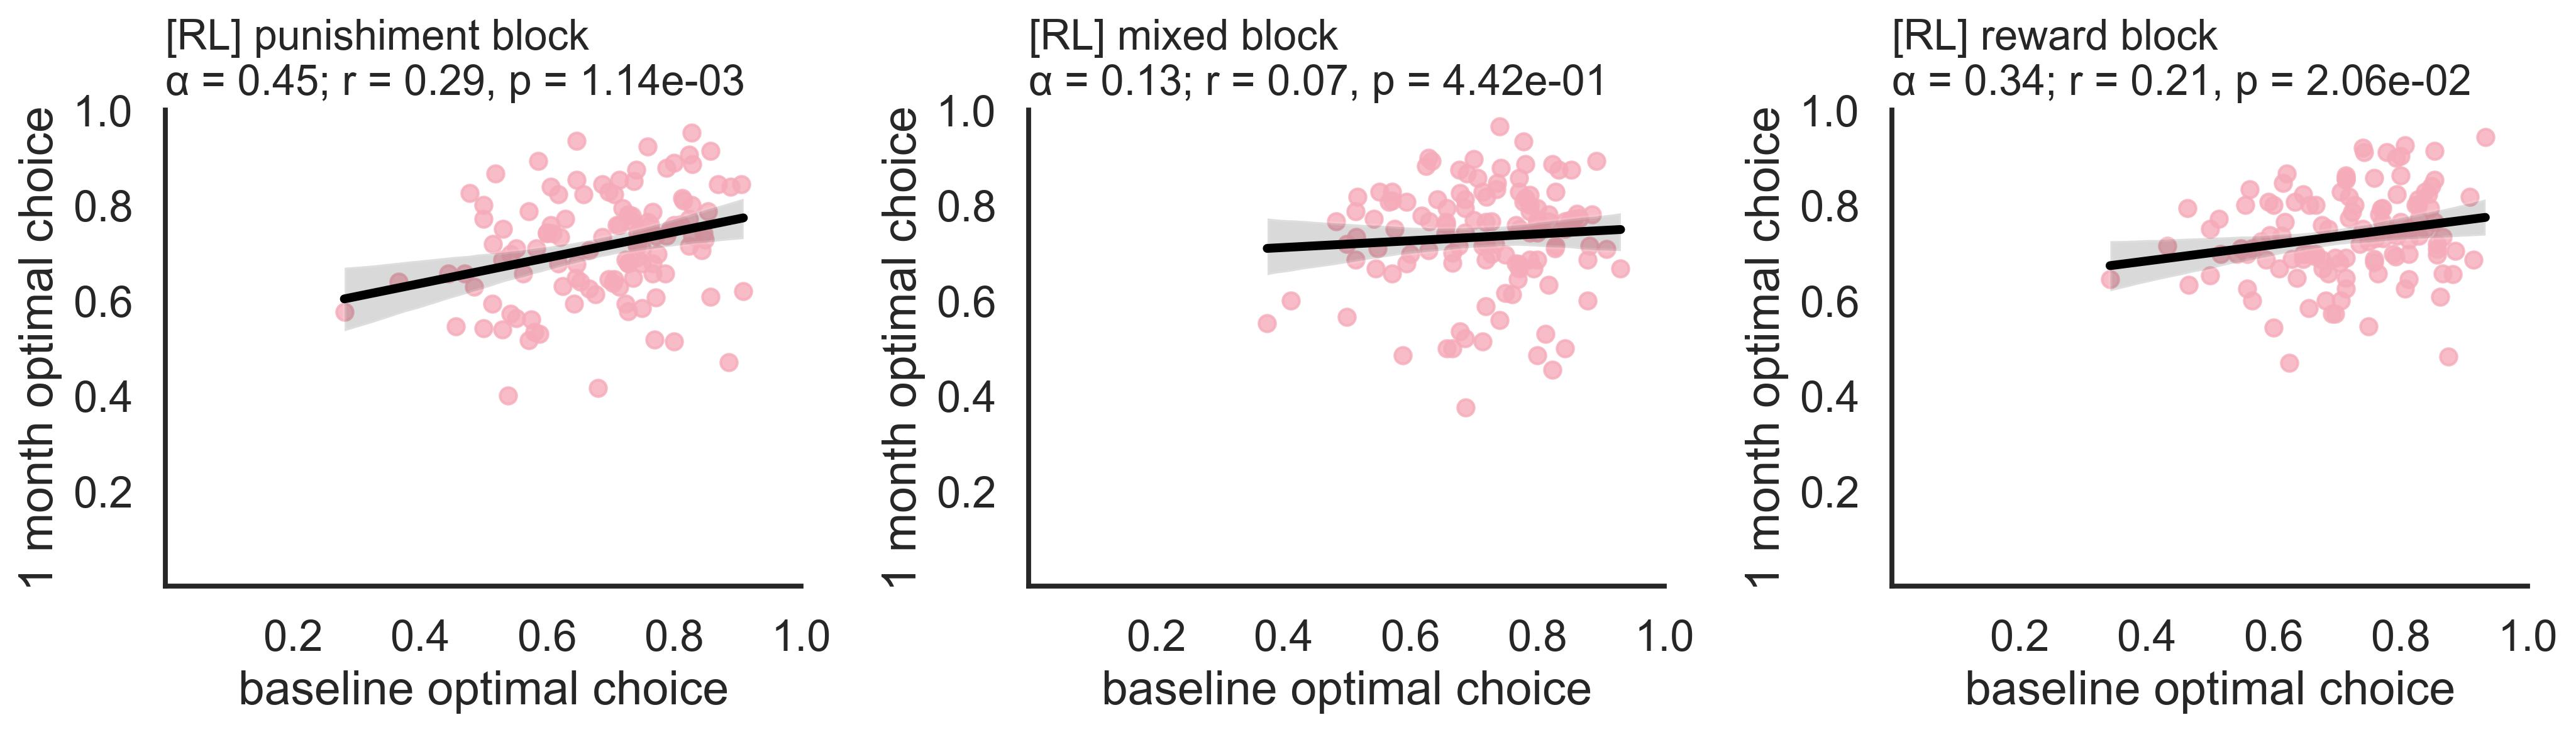 [RL] punishiment block
α = 0.45; r = 0.29, p = 1.14e-03
1.0
0.8
0.6
0.4
0.2
1 month optimal choice
0.2 0.4 0.6 0.8 1.0
baseline optimal choice
[RL] mixed block
α = 0.13; r = 0.07, p = 4.42e-01
1.0
0.8
0.6
0.4
0.2
1 month optimal choice
0.2 0.4 0.6 0.8 1.0
baseline optimal choice
[RL] reward block
α = 0.34; r = 0.21, p = 2.06e-02
1.0
0.8
0.6
0.4
0.2
1 month optimal choice
0.2 0.4 0.6 0.8 1.0
baseline optimal choice